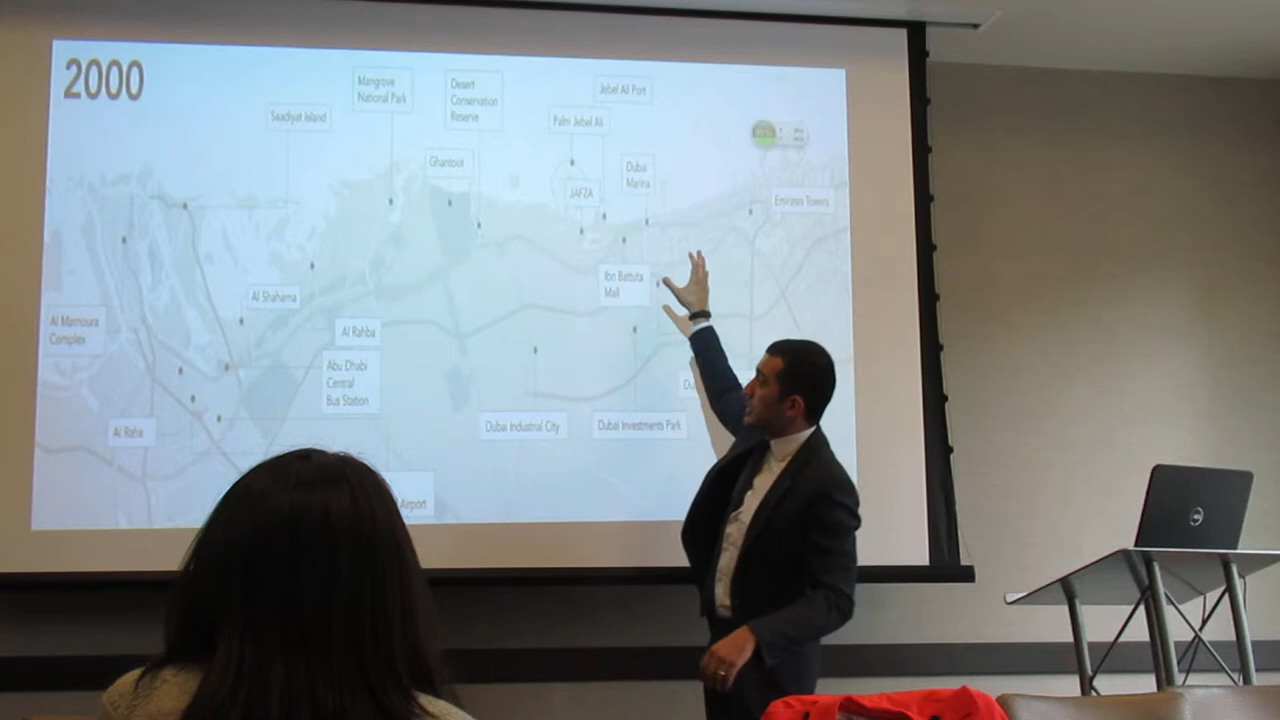 2000
Mangrove
National Park
Desert
Conservation
Reserve
Jebel Ali Port
Saadiyat Island
Palm Jebel Ali
Ghantoot
Dubai
Marina
JAFZA
Emirates Towers
Ibn Battuta
Mall
Al Shahama
Al Mamoura
Complex
Al Rahba
Abu Dhabi
Central
Bus Station
Du
Al Raha
Dubai Industrial City
Dubai Investments Park
Airport
DELL